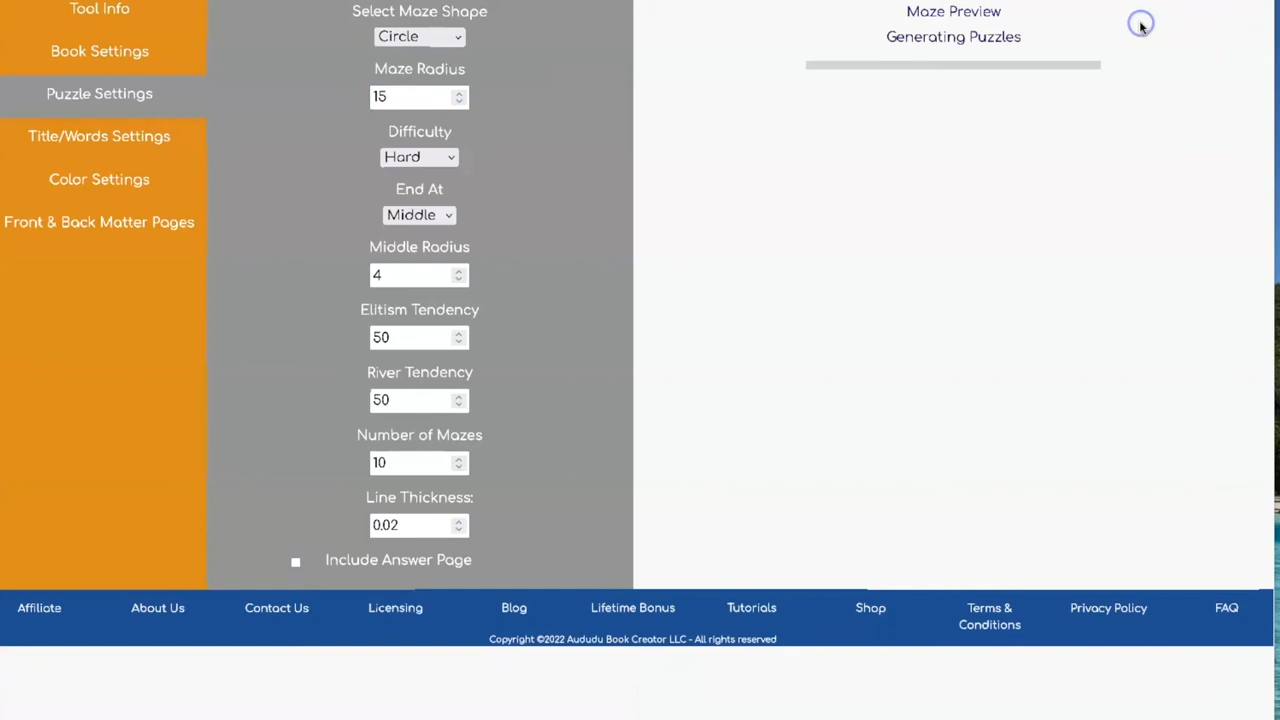 Tool Info
Book Settings
Puzzle Settings
Title/Words Settings
Color Settings
Front & Back Matter Pages
Select Maze Shape
Circle
Maze Radius
15
Difficulty
Hard
End At
Middle
Middle Radius
4
Elitism Tendency
50
River Tendency
50
Number of Mazes
10
Line Thickness:
0.02
Include Answer Page
Maze Preview
Generating Puzzles
Affiliate
About Us
Contact Us
Licensing
Blog
Lifetime Bonus
Tutorials
Shop
Terms &
Conditions
Privacy Policy
FAQ
Copyright ©2022 Aududu Book Creator LLC - All rights reserved